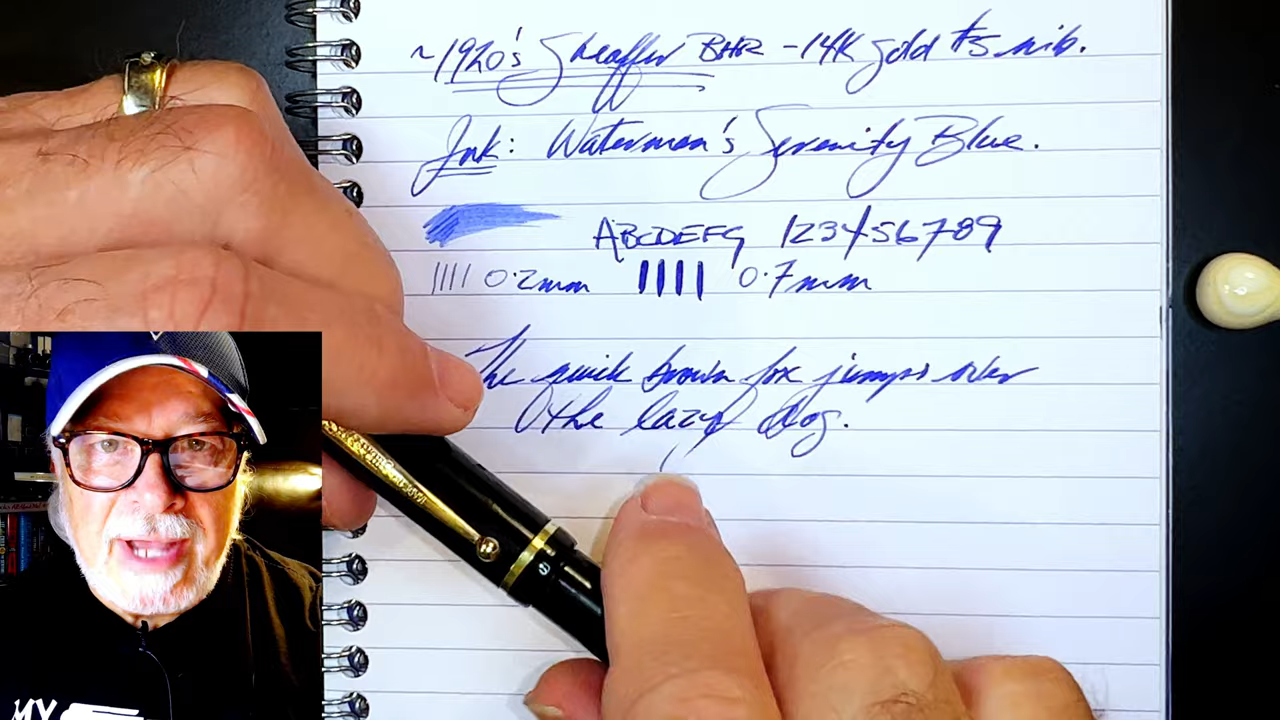 ~1920's Sheaffer BHR - 14K gold #5 nib.
Ink: Waterman's Serenity Blue.
ABCDEFG 123456789
0.2mm 0.7mm
The quick brown fox jumps over
the lazy dog.
MY